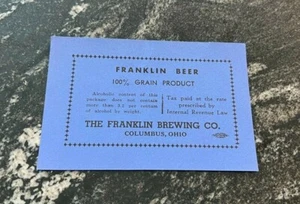 FRANKLIN BEER
100% GRAIN PRODUCT
Alcoholic content of this
package does not contain
more than 3.2 per centum
of alcohol by weight.
Tax paid at the rate
prescribed by
Internal Revenue Law
THE FRANKLIN BREWING CO.
COLUMBUS, OHIO